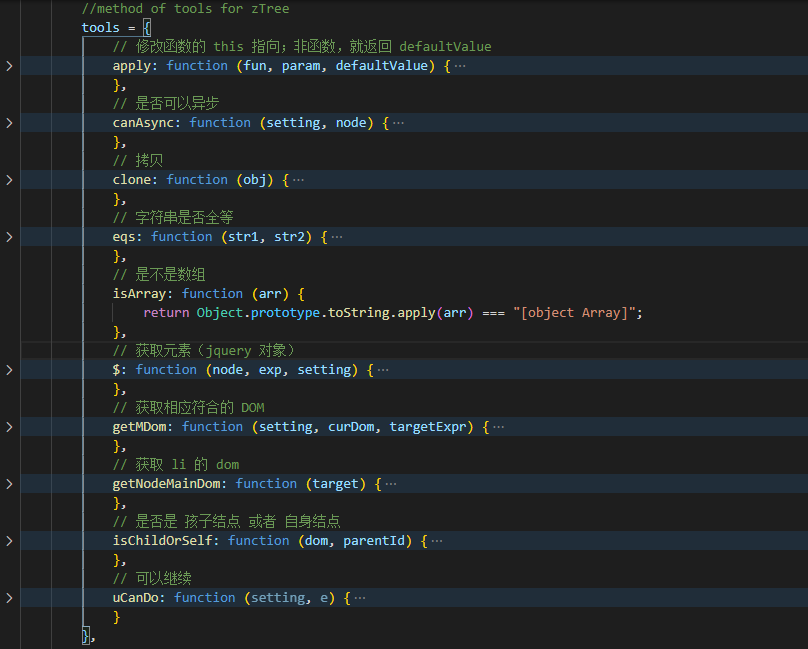 //method of tools for zTree
tools = {
// 修改函数的 this 指向；非函数，就返回 defaultValue
apply: function (fun, param, defaultValue) {⋯
},
// 是否可以异步
canAsync: function (setting, node) {⋯
},
// 拷贝
clone: function (obj) {⋯
},
// 字符串是否全等
eqs: function (str1, str2) {⋯
},
// 是不是数组
isArray: function (arr) {
return Object.prototype.toString.apply(arr) === "[object Array]";
},
// 获取元素（jquery 对象）
$: function (node, exp, setting) {⋯
},
// 获取相应符合的 DOM
getMDom: function (setting, curDom, targetExpr) {⋯
},
// 获取 li 的 dom
getNodeMainDom: function (target) {⋯
},
// 是否是 孩子结点 或者 自身结点
isChildOrSelf: function (dom, parentId) {⋯
},
// 可以继续
uCanDo: function (setting, e) {⋯
}
},